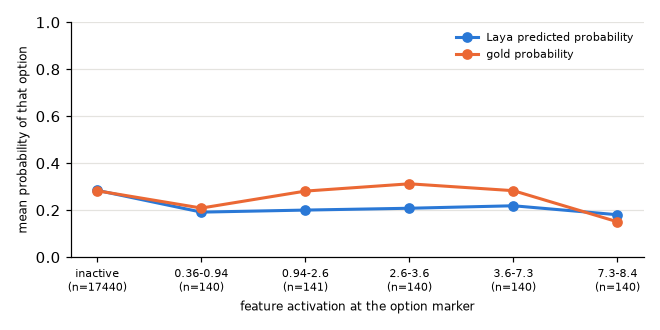 1.0
0.8
0.6
0.4
0.2
0.0
mean probability of that option
Laya predicted probability
gold probability
inactive
(n=17440)
0.36-0.94
(n=140)
0.94-2.6
(n=141)
2.6-3.6
(n=140)
3.6-7.3
(n=140)
7.3-8.4
(n=140)
feature activation at the option marker